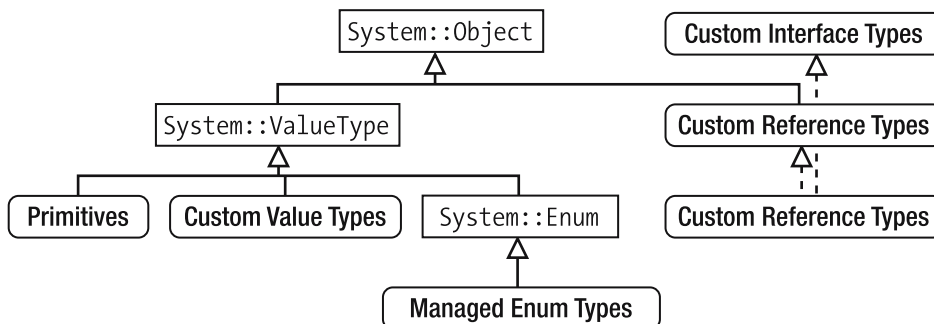 System::Object
Custom Interface Types
System::ValueType
Custom Reference Types
Primitives
Custom Value Types
System::Enum
Custom Reference Types
Managed Enum Types